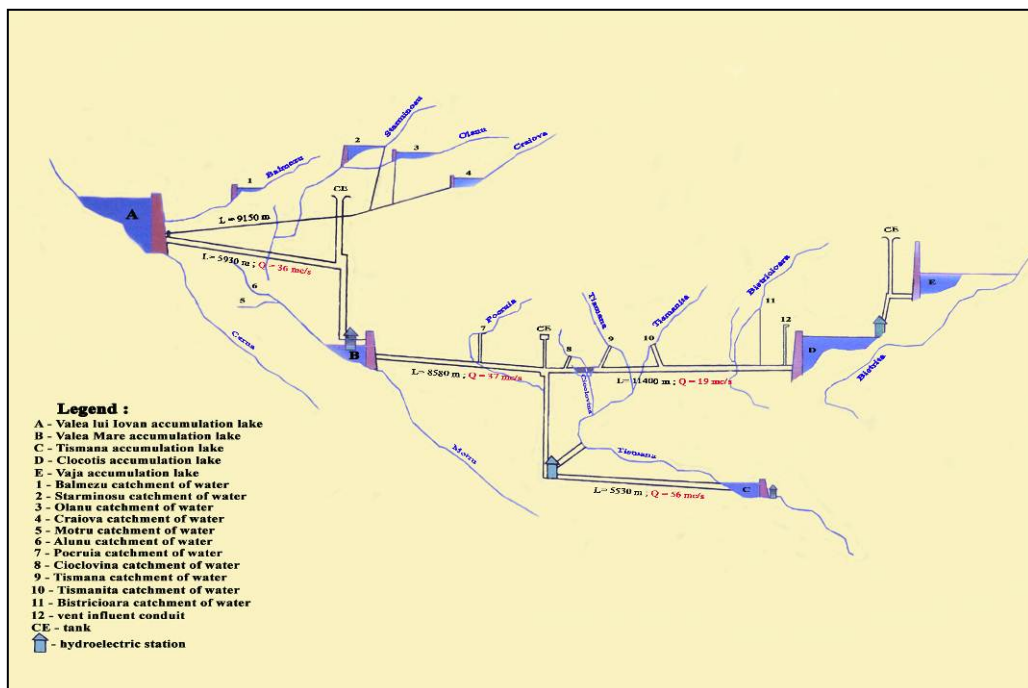 Starminosu
2
Olanu
3
Craiova
Balmezu
4
1
CE
A
L = 9150 m
L= 5930 m ; Q = 36 mc/s
6
5
Cerna
B
Motru
7
Pocruia
CE
Tismana
8
9
10
Tismanita
Bistricioara
11
12
CE
E
D
Bistrita
L= 8580 m ; Q = 37 mc/s
Cioclovina
L= 11400 m ; Q = 19 mc/s
Tismana
L= 5530 m ; Q = 56 mc/s
C
Legend :
A - Valea lui Iovan accumulation lake
B - Valea Mare accumulation lake
C - Tismana accumulation lake
D - Clocotis accumulation lake
E - Vaja accumulation lake
1 - Balmezu catchment of water
2 - Starminosu catchment of water
3 - Olanu catchment of water
4 - Craiova catchment of water
5 - Motru catchment of water
6 - Alunu catchment of water
7 - Pocruia catchment of water
8 - Cioclovina catchment of water
9 - Tismana catchment of water
10 - Tismanita catchment of water
11 - Bistricioara catchment of water
12 - vent influent conduit
CE - tank
- hydroelectric station